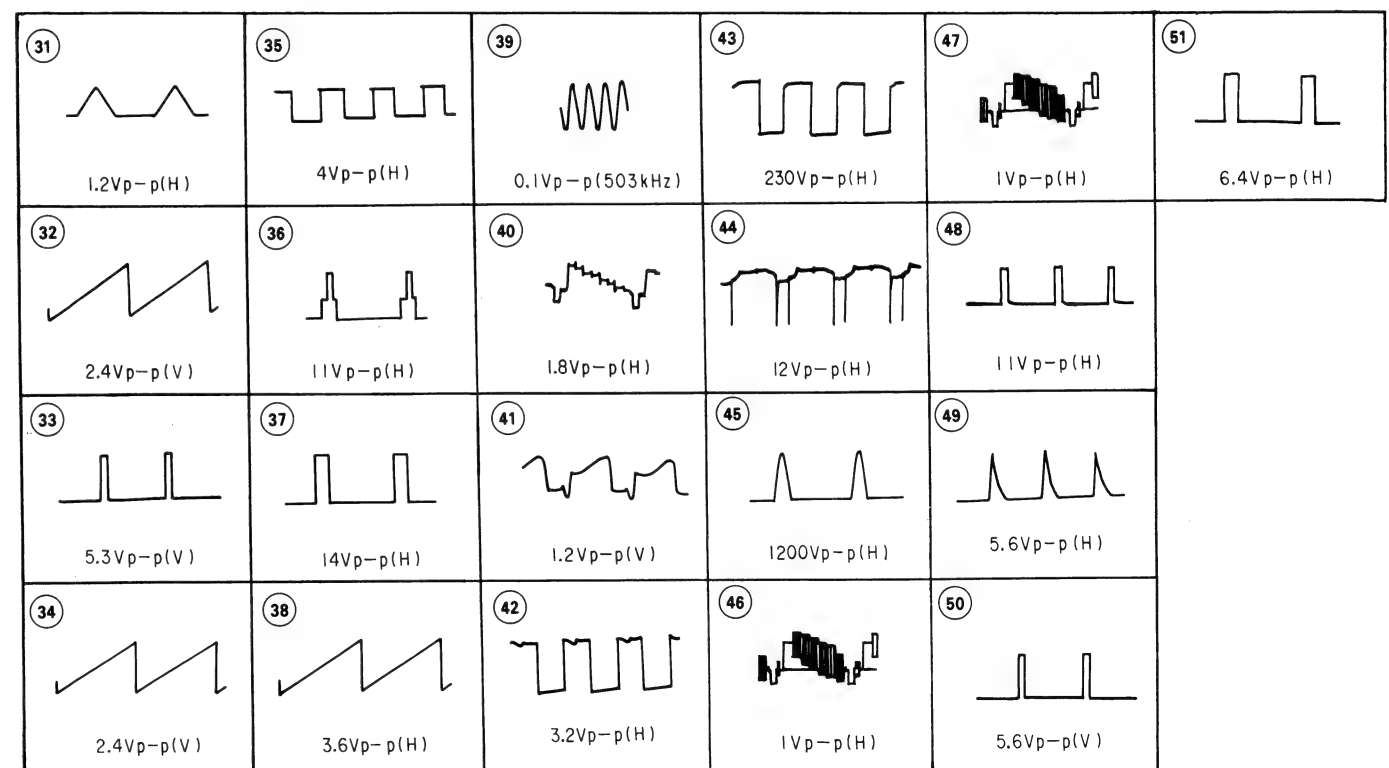 31
1.2Vp-p(H)
35
4Vp-p(H)
39
0.1Vp-p(503kHz)
43
230Vp-p(H)
47
1Vp-p(H)
51
6.4Vp-p(H)
32
2.4Vp-p(V)
36
11Vp-p(H)
40
1.8Vp-p(H)
44
12Vp-p(H)
48
11Vp-p(H)
33
5.3Vp-p(V)
37
14Vp-p(H)
41
1.2Vp-p(V)
45
1200Vp-p(H)
49
5.6Vp-p(H)
34
2.4Vp-p(V)
38
3.6Vp-p(H)
42
3.2Vp-p(H)
46
1Vp-p(H)
50
5.6Vp-p(V)